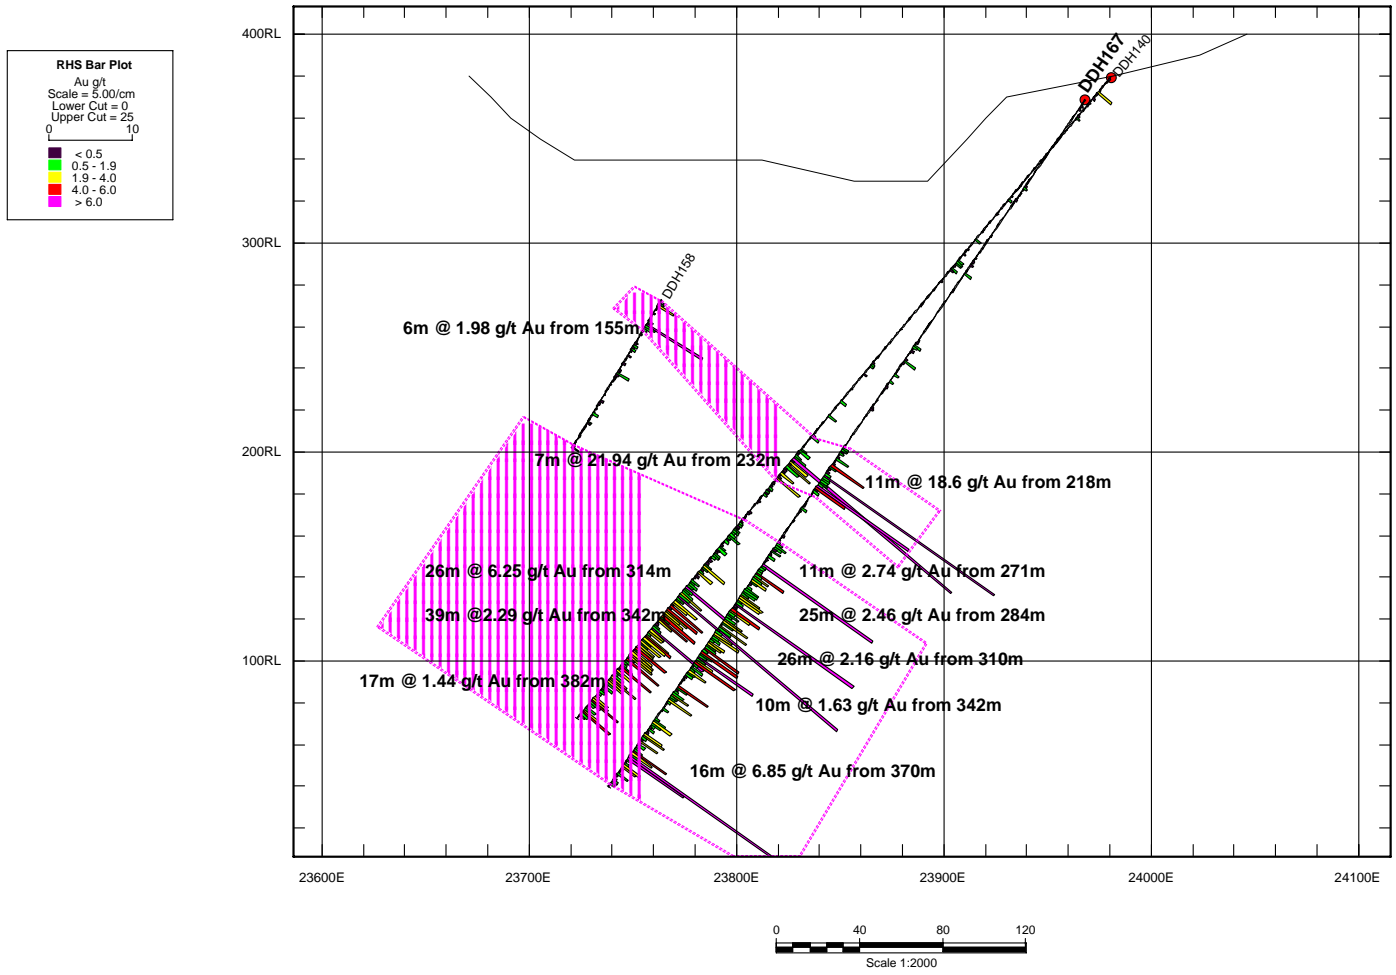 400RL
300RL
200RL
100RL
RHS Bar Plot
Au g/t
Scale = 5.00/cm
Lower Cut = 0
Upper Cut = 25
0 10
< 0.5
0.5 - 1.9
1.9 - 4.0
4.0 - 6.0
> 6.0
DDH167
DDH140
DDH158
6m @ 1.98 g/t Au from 155m
7m @ 21.94 g/t Au from 232m
11m @ 18.6 g/t Au from 218m
26m @ 6.25 g/t Au from 314m
11m @ 2.74 g/t Au from 271m
39m @2.29 g/t Au from 342m
25m @ 2.46 g/t Au from 284m
26m @ 2.16 g/t Au from 310m
17m @ 1.44 g/t Au from 382m
10m @ 1.63 g/t Au from 342m
16m @ 6.85 g/t Au from 370m
23600E 23700E 23800E 23900E 24000E 24100E
0 40 80 120
Scale 1:2000